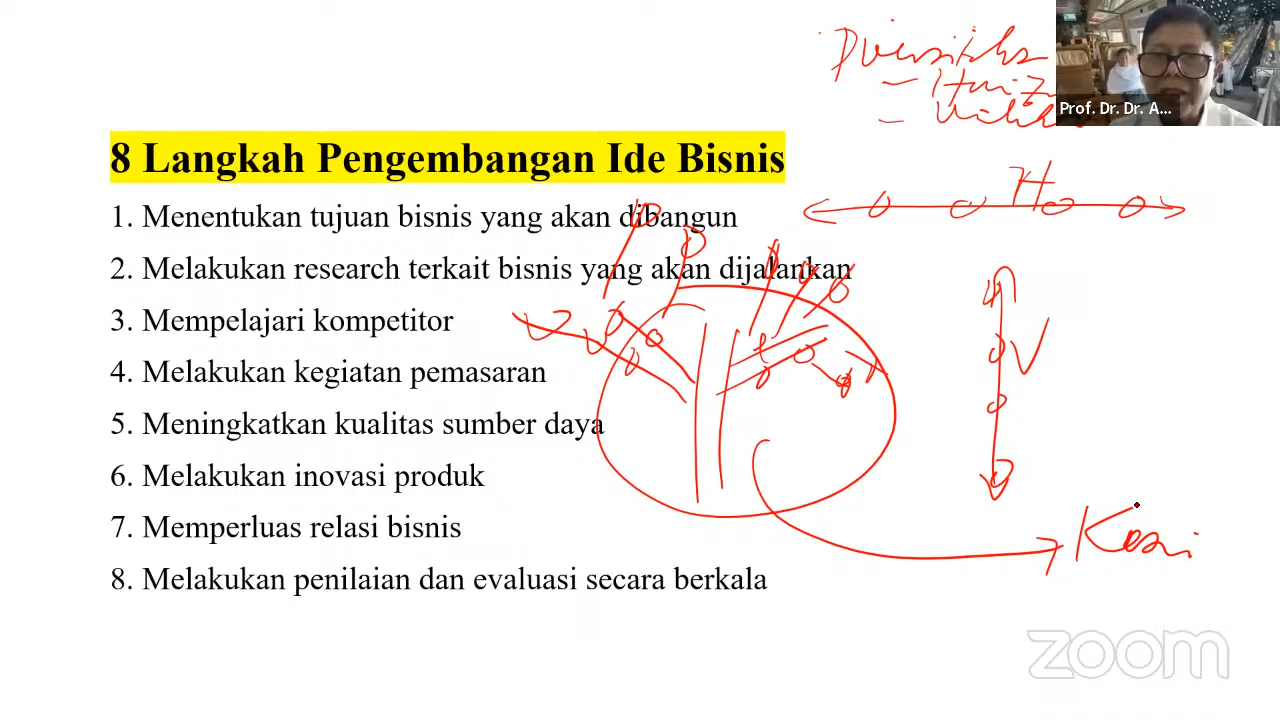 Prof. Dr. Dr. A...
8 Langkah Pengembangan Ide Bisnis
1. Menentukan tujuan bisnis yang akan dibangun
2. Melakukan research terkait bisnis yang akan dijalankan
3. Mempelajari kompetitor
4. Melakukan kegiatan pemasaran
5. Meningkatkan kualitas sumber daya
6. Melakukan inovasi produk
7. Memperluas relasi bisnis
8. Melakukan penilaian dan evaluasi secara berkala
H
V
zoom